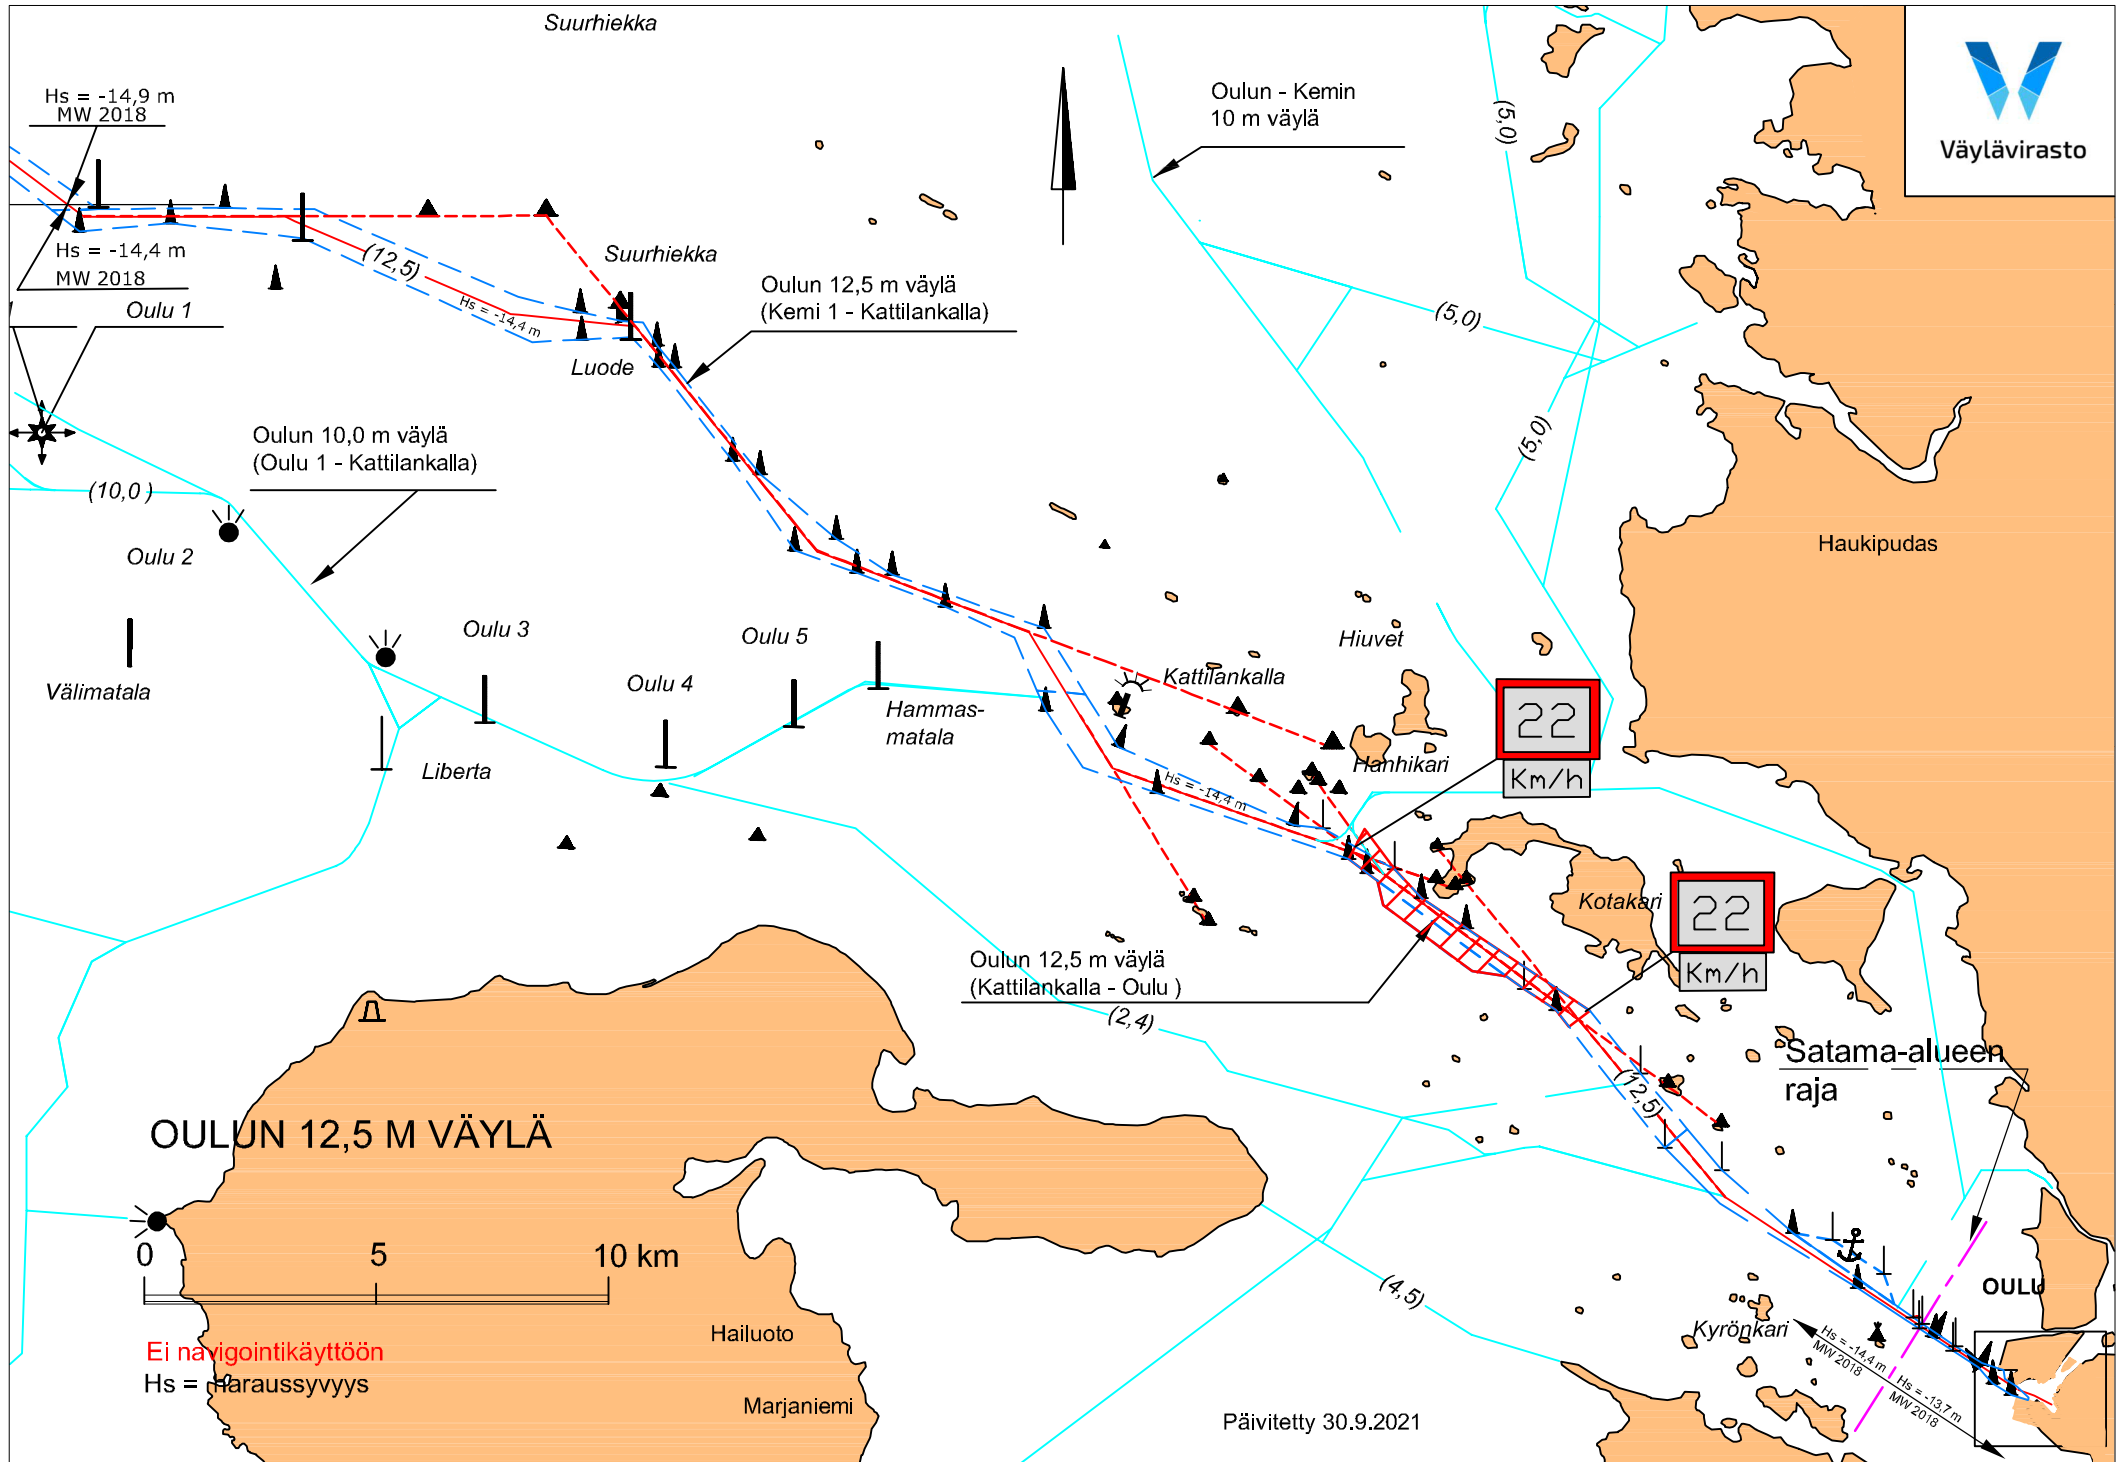 Suurhiekka
Hs = -14,9 m
MW 2018
Oulun - Kemin
10 m väylä
(5,0)
Väylävirasto
Hs = -14,4 m
MW 2018
(12,5)
Suurhiekka
Oulu 1
Hs = -14,4 m
Oulun 12,5 m väylä
(Kemi 1 - Kattilankalla)
(5,0)
Luode
Oulun 10,0 m väylä
(Oulu 1 - Kattilankalla)
(5,0)
(10,0 )
Oulu 2
Haukipudas
Oulu 3
Oulu 5
Hiuvet
Välimatala
Oulu 4
Kattilankalla
Hammas-
matala
22
Km/h
Liberta
Hanhikari
Hs = -14,4 m
Kotakari
22
Km/h
Oulun 12,5 m väylä
(Kattilankalla - Oulu )
(2,4)
Satama-alueen
raja
(12,5)
OULUN 12,5 M VÄYLÄ
0
5
10 km
(4,5)
OULU
Kyrönkari
Hs = -14,4 m
MW 2018
Hs = -13,7 m
MW 2018
Hailuoto
Ei navigointikäyttöön
Hs = haraussyvyys
Marjaniemi
Päivitetty 30.9.2021